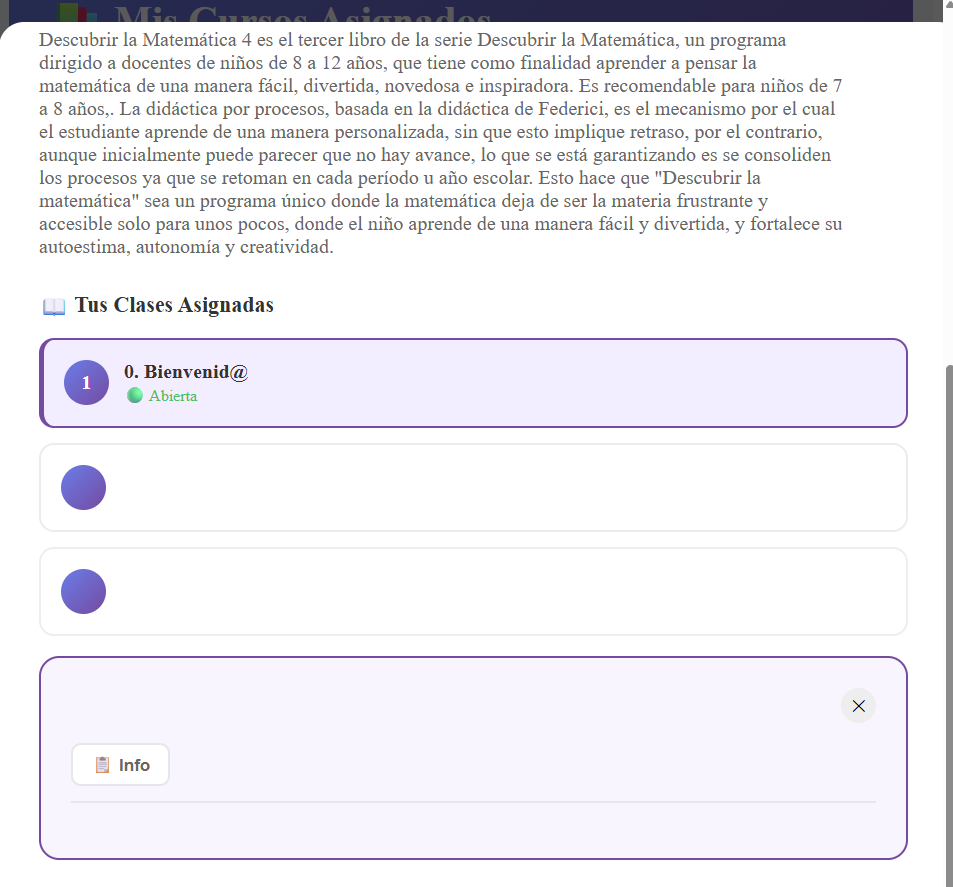 Mis Cursos Asignados
Descubrir la Matemática 4 es el tercer libro de la serie Descubrir la Matemática, un programa
dirigido a docentes de niños de 8 a 12 años, que tiene como finalidad aprender a pensar la
matemática de una manera fácil, divertida, novedosa e inspiradora. Es recomendable para niños de 7
a 8 años,. La didáctica por procesos, basada en la didáctica de Federici, es el mecanismo por el cual
el estudiante aprende de una manera personalizada, sin que esto implique retraso, por el contrario,
aunque inicialmente puede parecer que no hay avance, lo que se está garantizando es se consoliden
los procesos ya que se retoman en cada período u año escolar. Esto hace que "Descubrir la
matemática" sea un programa único donde la matemática deja de ser la materia frustrante y
accesible solo para unos pocos, donde el niño aprende de una manera fácil y divertida, y fortalece su
autoestima, autonomía y creatividad.
Tus Clases Asignadas
1
0. Bienvenid@
Abierta
Info